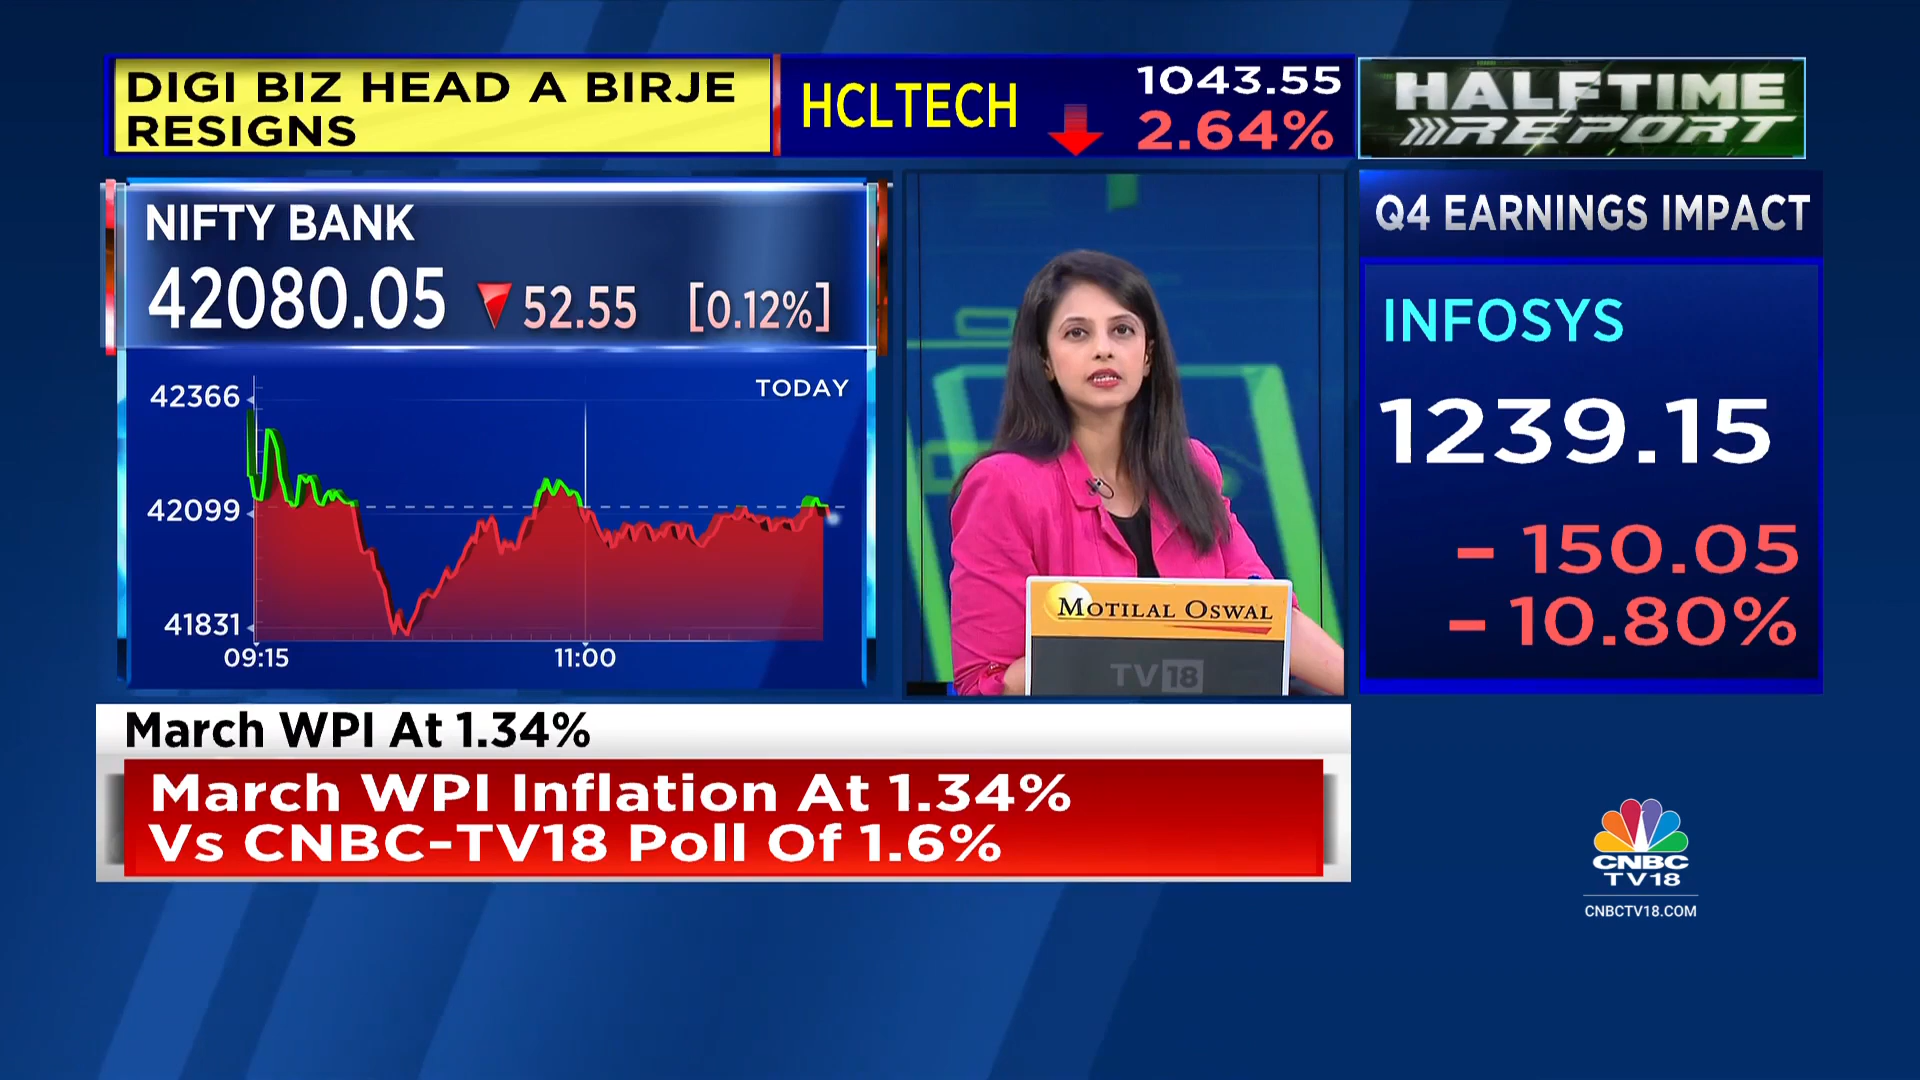 DIGI BIZ HEAD A BIRJE
RESIGNS
HCLTECH
1043.55
2.64%
HALFTIME
REPORT
NIFTY BANK
42080.05
52.55
[0.12%]
TODAY
42366
42099
41831
09:15
11:00
MOTILAL OSWAL
TV18
Q4 EARNINGS IMPACT
INFOSYS
1239.15
- 150.05
- 10.80%
March WPI At 1.34%
March WPI Inflation At 1.34%
Vs CNBC-TV18 Poll Of 1.6%
CNBC
TV18
CNBCTV18.COM